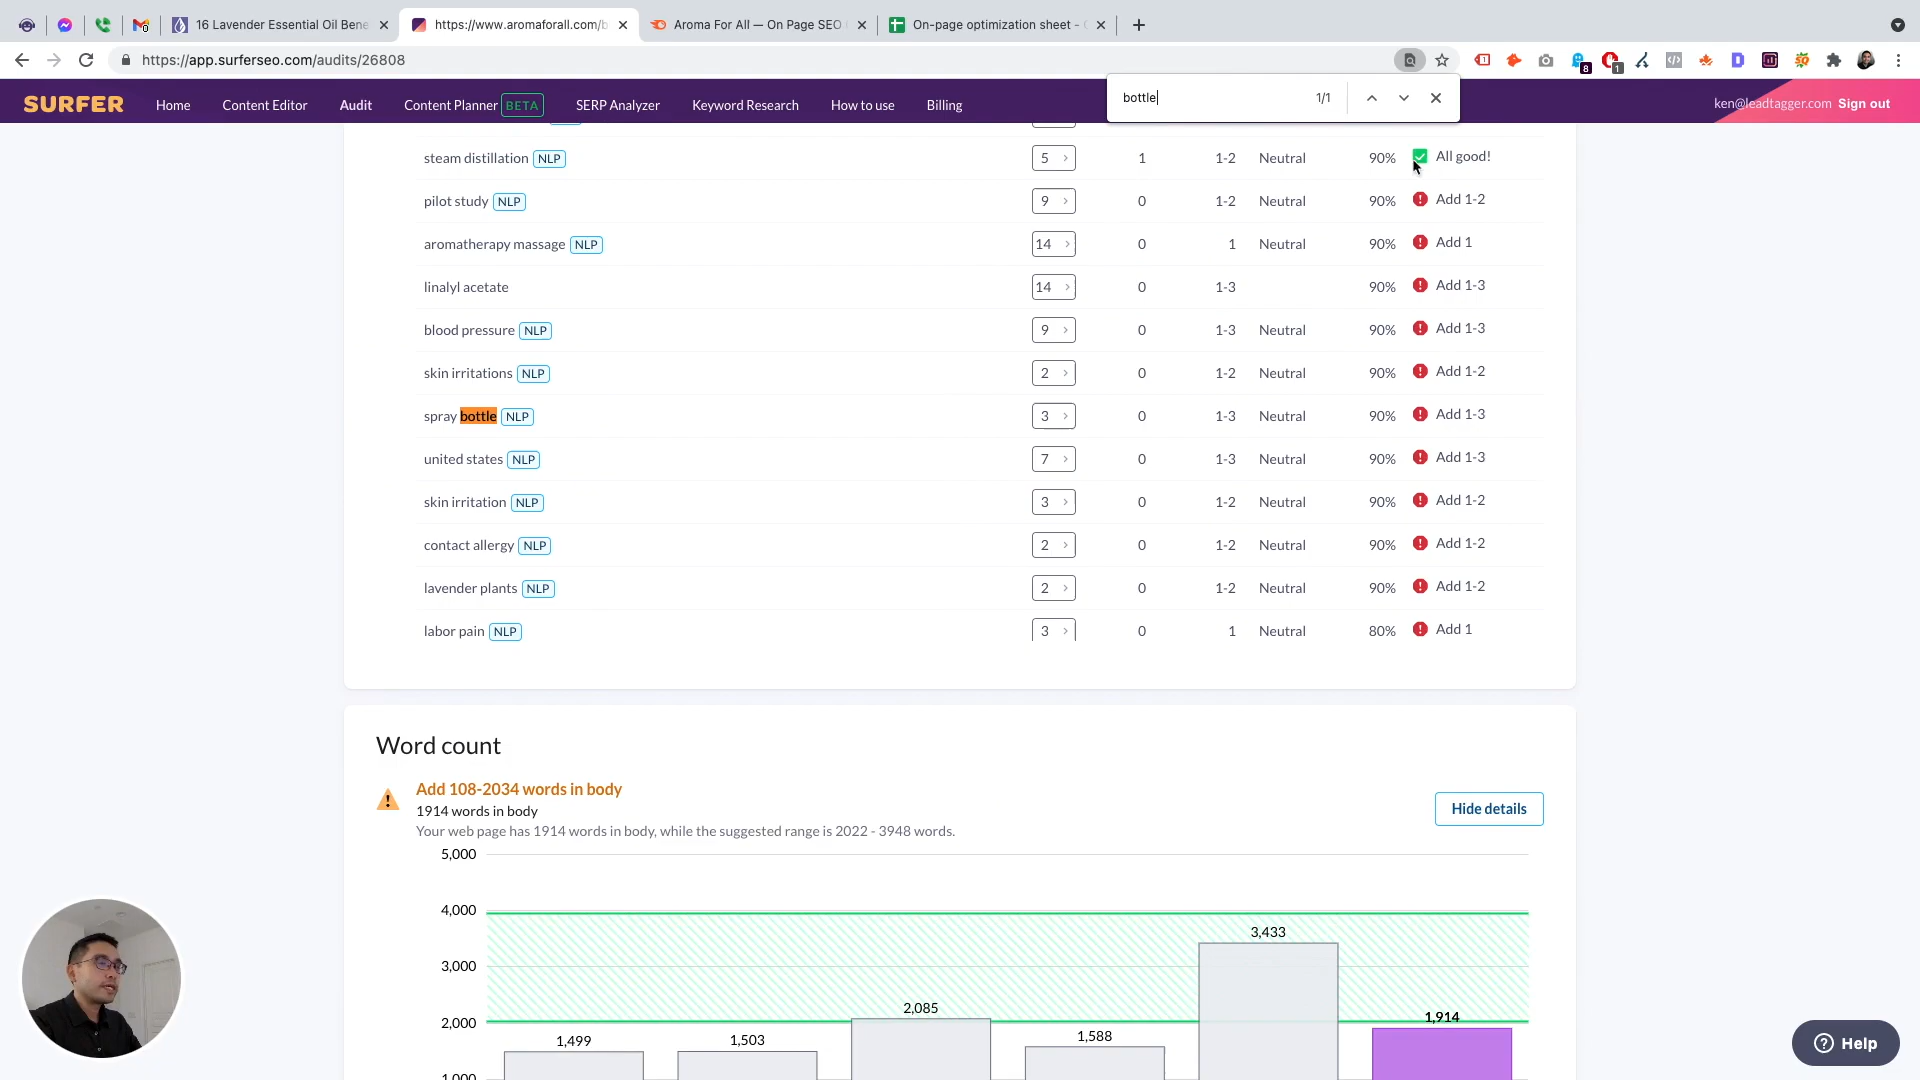 16 Lavender Essential Oil Bene
https://www.aromaforall.com/b
Aroma For All — On Page SEO
On-page optimization sheet -
https://app.surferseo.com/audits/26808
8
1
bottle
1/1
SURFER
Home
Content Editor
Audit
Content Planner BETA
SERP Analyzer
Keyword Research
How to use
Billing
ken@leadtagger.com Sign out
steam distillation NLP 5 1 1-2 Neutral 90% All good!
pilot study NLP 9 0 1-2 Neutral 90% Add 1-2
aromatherapy massage NLP 14 0 1 Neutral 90% Add 1
linalyl acetate 14 0 1-3 90% Add 1-3
blood pressure NLP 9 0 1-3 Neutral 90% Add 1-3
skin irritations NLP 2 0 1-2 Neutral 90% Add 1-2
spray bottle NLP 3 0 1-3 Neutral 90% Add 1-3
united states NLP 7 0 1-3 Neutral 90% Add 1-3
skin irritation NLP 3 0 1-2 Neutral 90% Add 1-2
contact allergy NLP 2 0 1-2 Neutral 90% Add 1-2
lavender plants NLP 2 0 1-2 Neutral 90% Add 1-2
labor pain NLP 3 0 1 Neutral 80% Add 1
Word count
Add 108-2034 words in body
1914 words in body
Your web page has 1914 words in body, while the suggested range is 2022 - 3948 words.
Hide details
5,000
4,000
3,433
3,000
2,085
2,000
1,914
1,499
1,503
1,588
1,000
Help